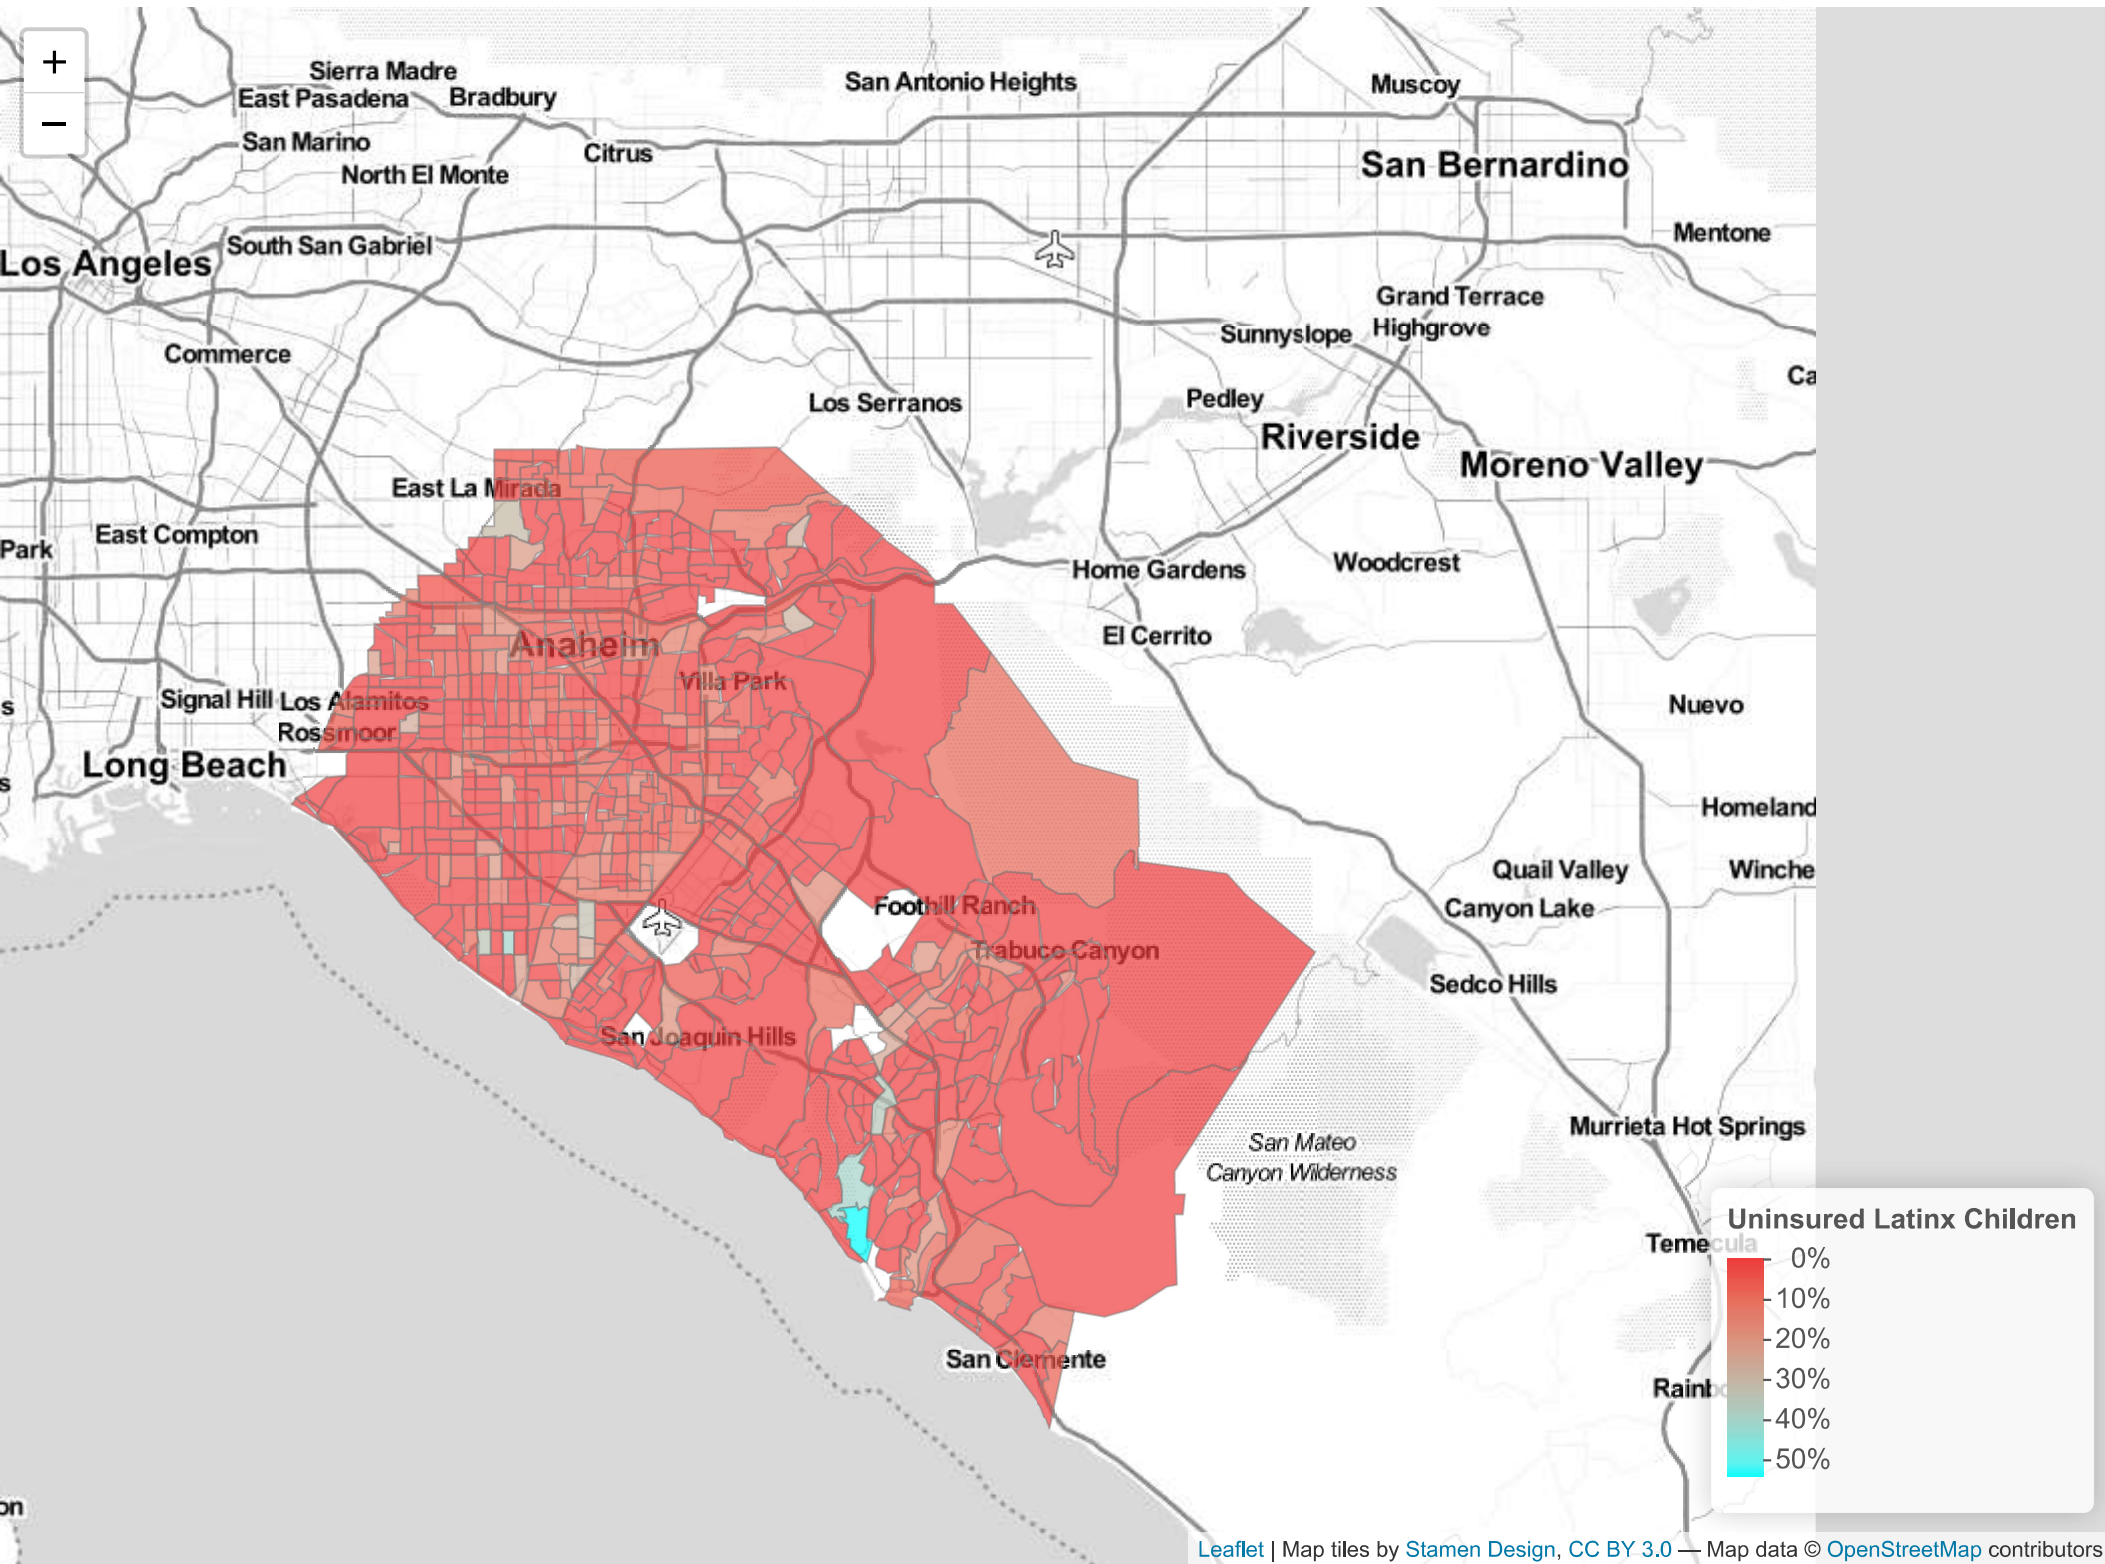 +
−
Sierra Madre
East Pasadena
Bradbury
San Antonio Heights
Muscoy
San Marino
Citrus
San Bernardino
North El Monte
Mentone
South San Gabriel
Los Angeles
Grand Terrace
Highgrove
Sunnyslope
Commerce
Ca
Los Serranos
Pedley
Riverside
Moreno Valley
East La Mirada
East Compton
Park
Home Gardens
Woodcrest
Anaheim
El Cerrito
Villa Park
Signal Hill
Los Alamitos
s
Nuevo
Rossmoor
Long Beach
s
Homeland
Quail Valley
Winche
Foothill Ranch
Canyon Lake
Trabuco Canyon
Sedco Hills
San Joaquin Hills
Murrieta Hot Springs
San Mateo
Canyon Wilderness
Temecula
San Clemente
Rainb
on
Uninsured Latinx Children
0%
10%
20%
30%
40%
50%
Leaflet | Map tiles by Stamen Design, CC BY 3.0 — Map data © OpenStreetMap contributors